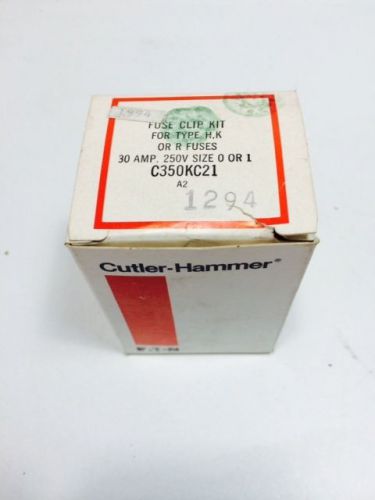 1994
FUSE CLIP KIT
FOR TYPE H,K
OR R FUSES
30 AMP. 250V SIZE 0 OR 1
C350KC21
A2
1294
Cutler-Hammer®